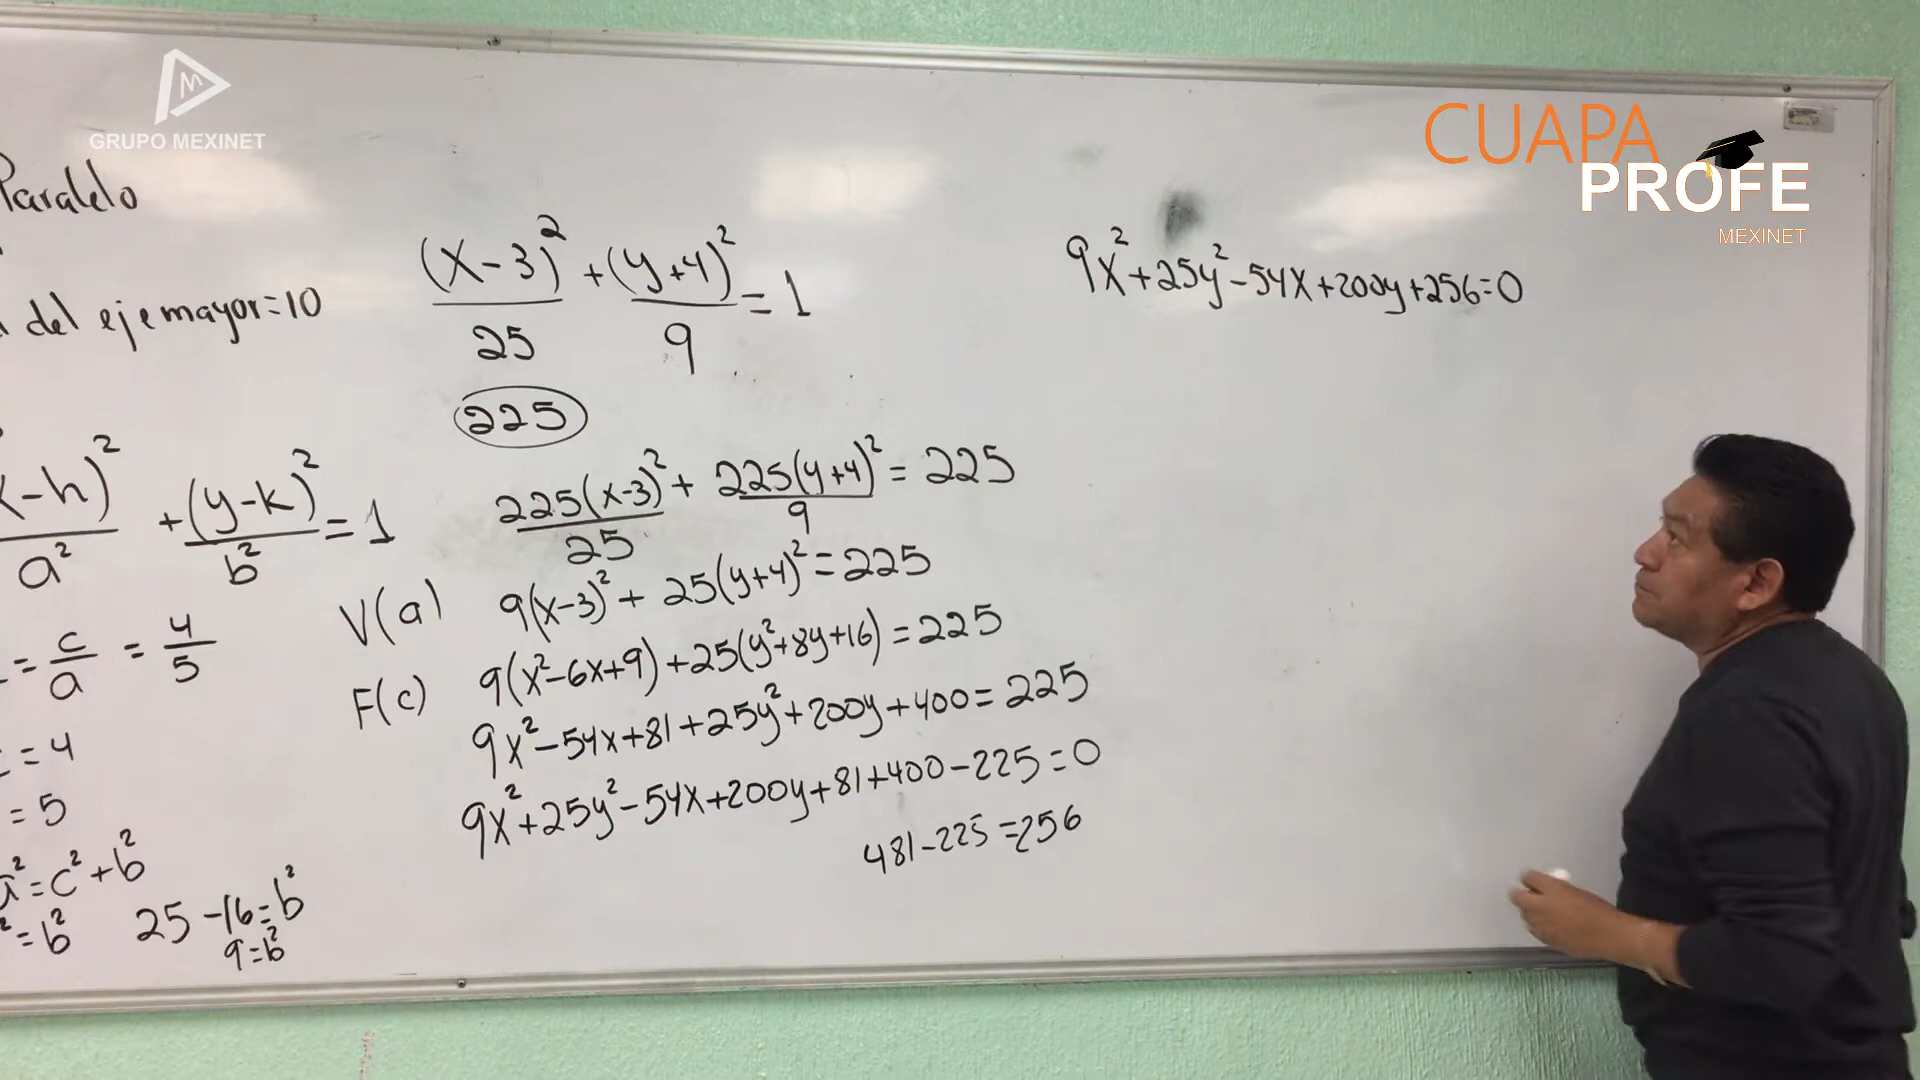 GRUPO MEXINET
CUAPA
PROFE
MEXINET
Paralelo
del eje mayor=10
(x-h)²/a² + (y-k)²/b² = 1
= c/a = 4/5
= 4
= 5
a² = c² + b²
² = b²
25 - 16 = b²
9 = b²
V(a)
F(c)
(x-3)²/25 + (y+4)²/9 = 1
225
225(x-3)²/25 + 225(y+4)²/9 = 225
9(x-3)² + 25(y+4)² = 225
9(x²-6x+9) + 25(y²+8y+16) = 225
9x²-54x+81+25y²+200y+400 = 225
9x²+25y²-54x+200y+81+400-225=0
481-225=256
9x²+25y²-54x+200y+256=0